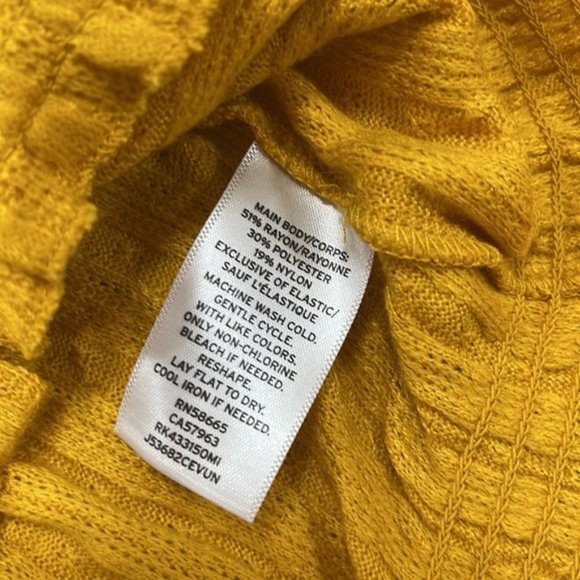 MAIN BODY/CORPS:
51% RAYON/RAYONNE
30% POLYESTER
19% NYLON
EXCLUSIVE OF ELASTIC/
SAUF L'ÉLASTIQUE
MACHINE WASH COLD.
GENTLE CYCLE.
WITH LIKE COLORS.
ONLY NON-CHLORINE
BLEACH IF NEEDED.
RESHAPE.
LAY FLAT TO DRY.
COOL IRON IF NEEDED.
RN58665
CA57963
RK433150MI
J53682CEVUN